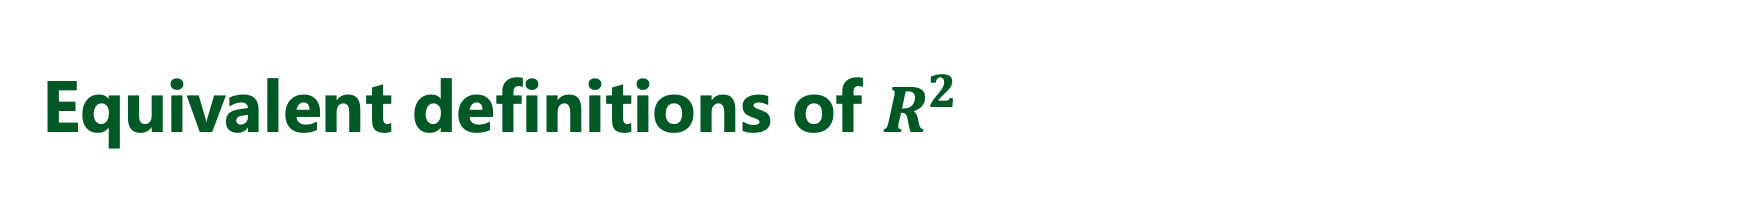 Equivalent definitions of R²